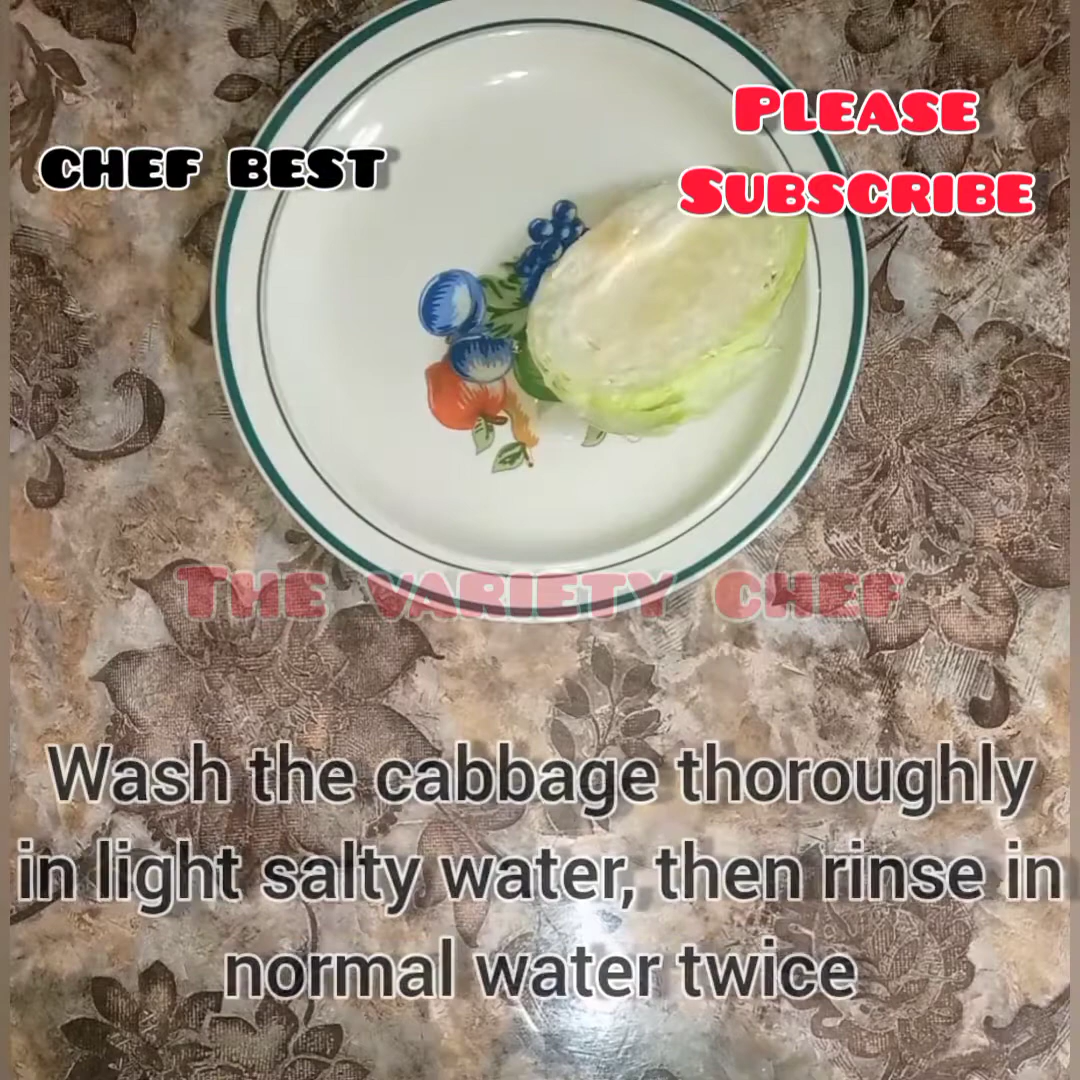 CHEF BEST
PLEASE
SUBSCRIBE
THE VARIETY CHEF
Wash the cabbage thoroughly
in light salty water, then rinse in
normal water twice